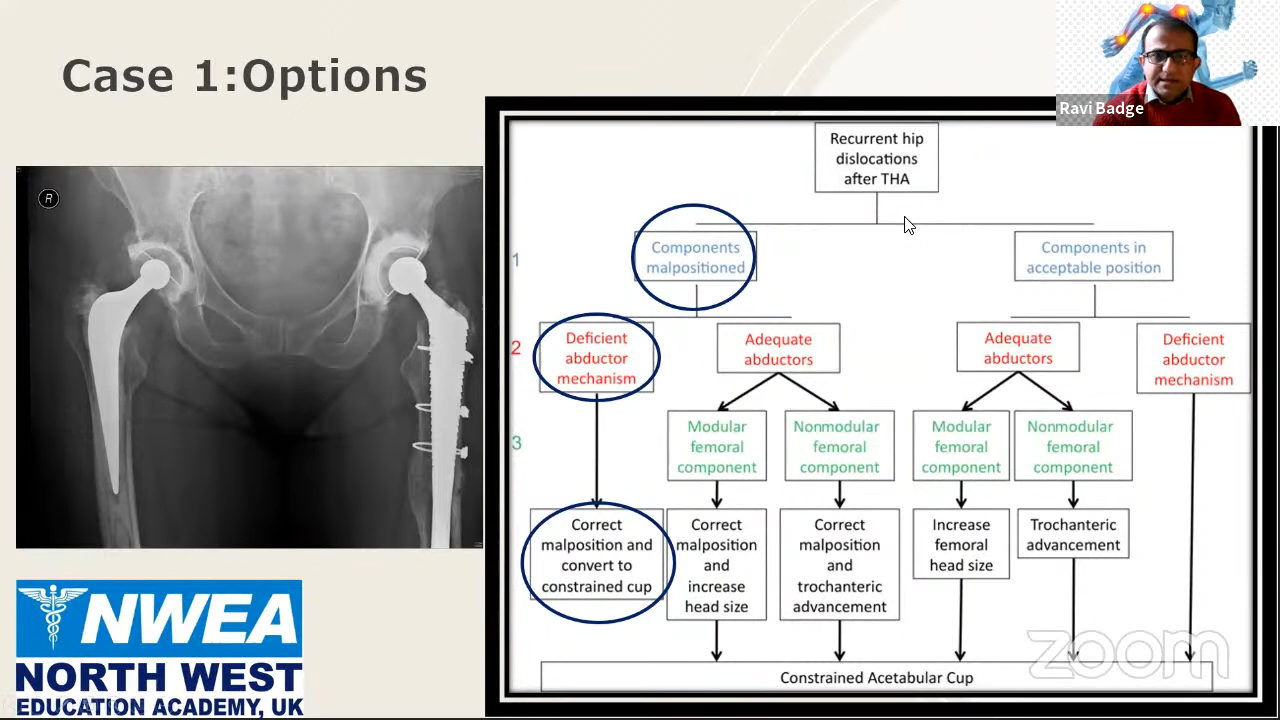 Case 1:Options
Ravi Badge
R
Recurrent hip
dislocations
after THA
1
Components
malpositioned
Components in
acceptable position
2
Deficient
abductor
mechanism
Adequate
abductors
Adequate
abductors
Deficient
abductor
mechanism
3
Modular
femoral
component
Nonmodular
femoral
component
Modular
femoral
component
Nonmodular
femoral
component
Correct
malposition and
convert to
constrained cup
Correct
malposition
and
increase
head size
Correct
malposition
and
trochanteric
advancement
Increase
femoral
head size
Trochanteric
advancement
Constrained Acetabular Cup
zoom
NWEA
NORTH WEST
EDUCATION ACADEMY, UK